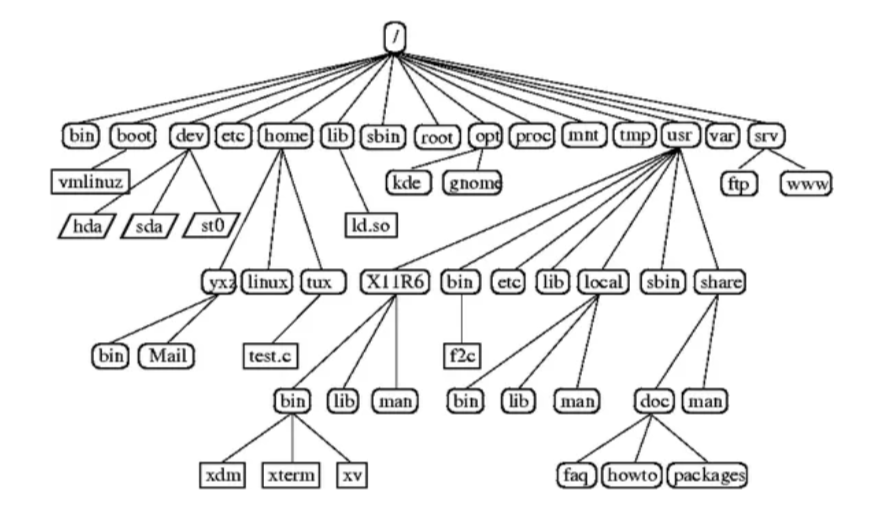 /
bin boot dev etc home lib sbin root opt proc mnt tmp usr var srv
vmlinuz kde gnome ftp www
hda sda st0 ld.so
yxz linux tux X11R6 bin etc lib local sbin share
bin Mail test.c f2c
bin lib man bin lib man doc man
xdm xterm xv faq howto packages